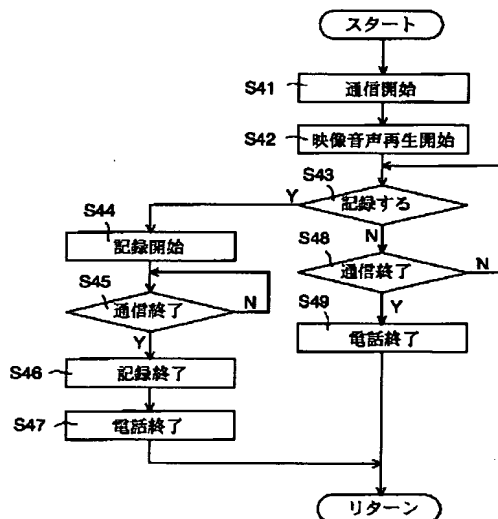 スタート
S41
通信開始
S42
映像音声再生開始
S43
記録する
Y
N
S44
記録開始
S45
通信終了
N
Y
S46
記録終了
S47
電話終了
S48
通信終了
N
Y
S49
電話終了
リターン